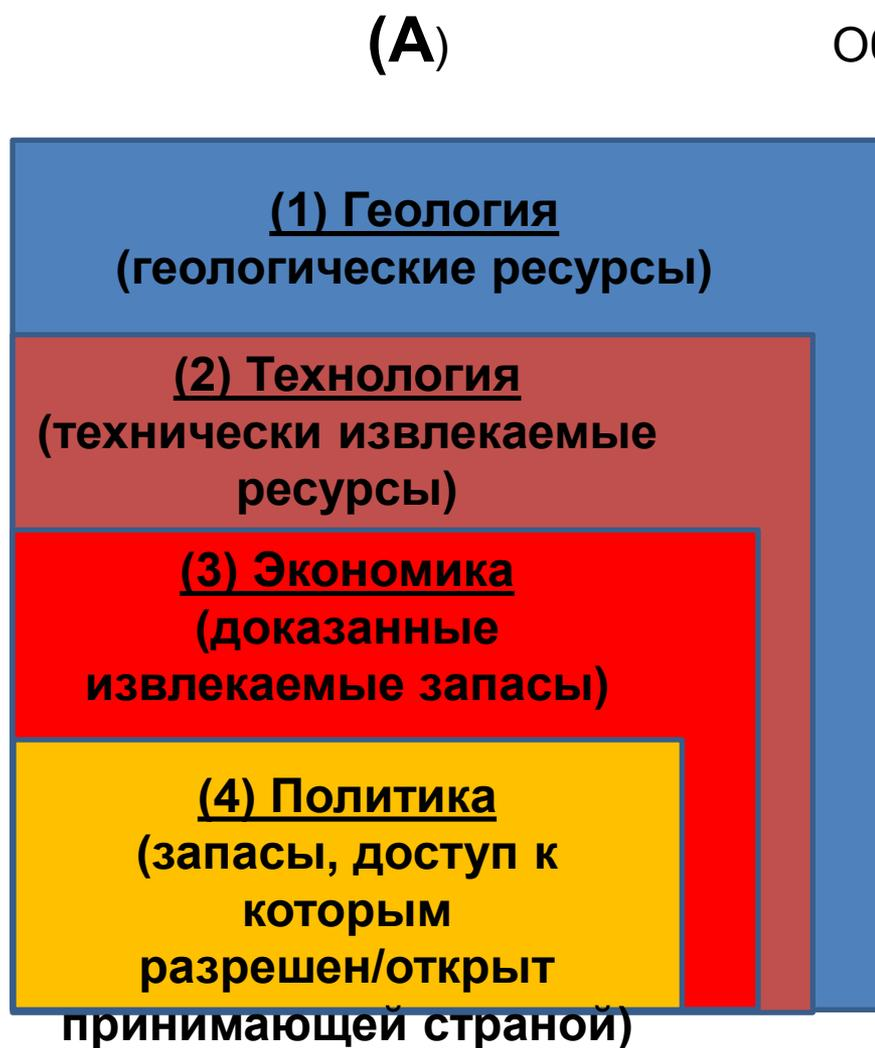 (А)
(1) Геология
(геологические ресурсы)
(2) Технология
(технически извлекаемые
ресурсы)
(3) Экономика
(доказанные
извлекаемые запасы)
(4) Политика
(запасы, доступ к
которым
разрешен/открыт
принимающей страной)